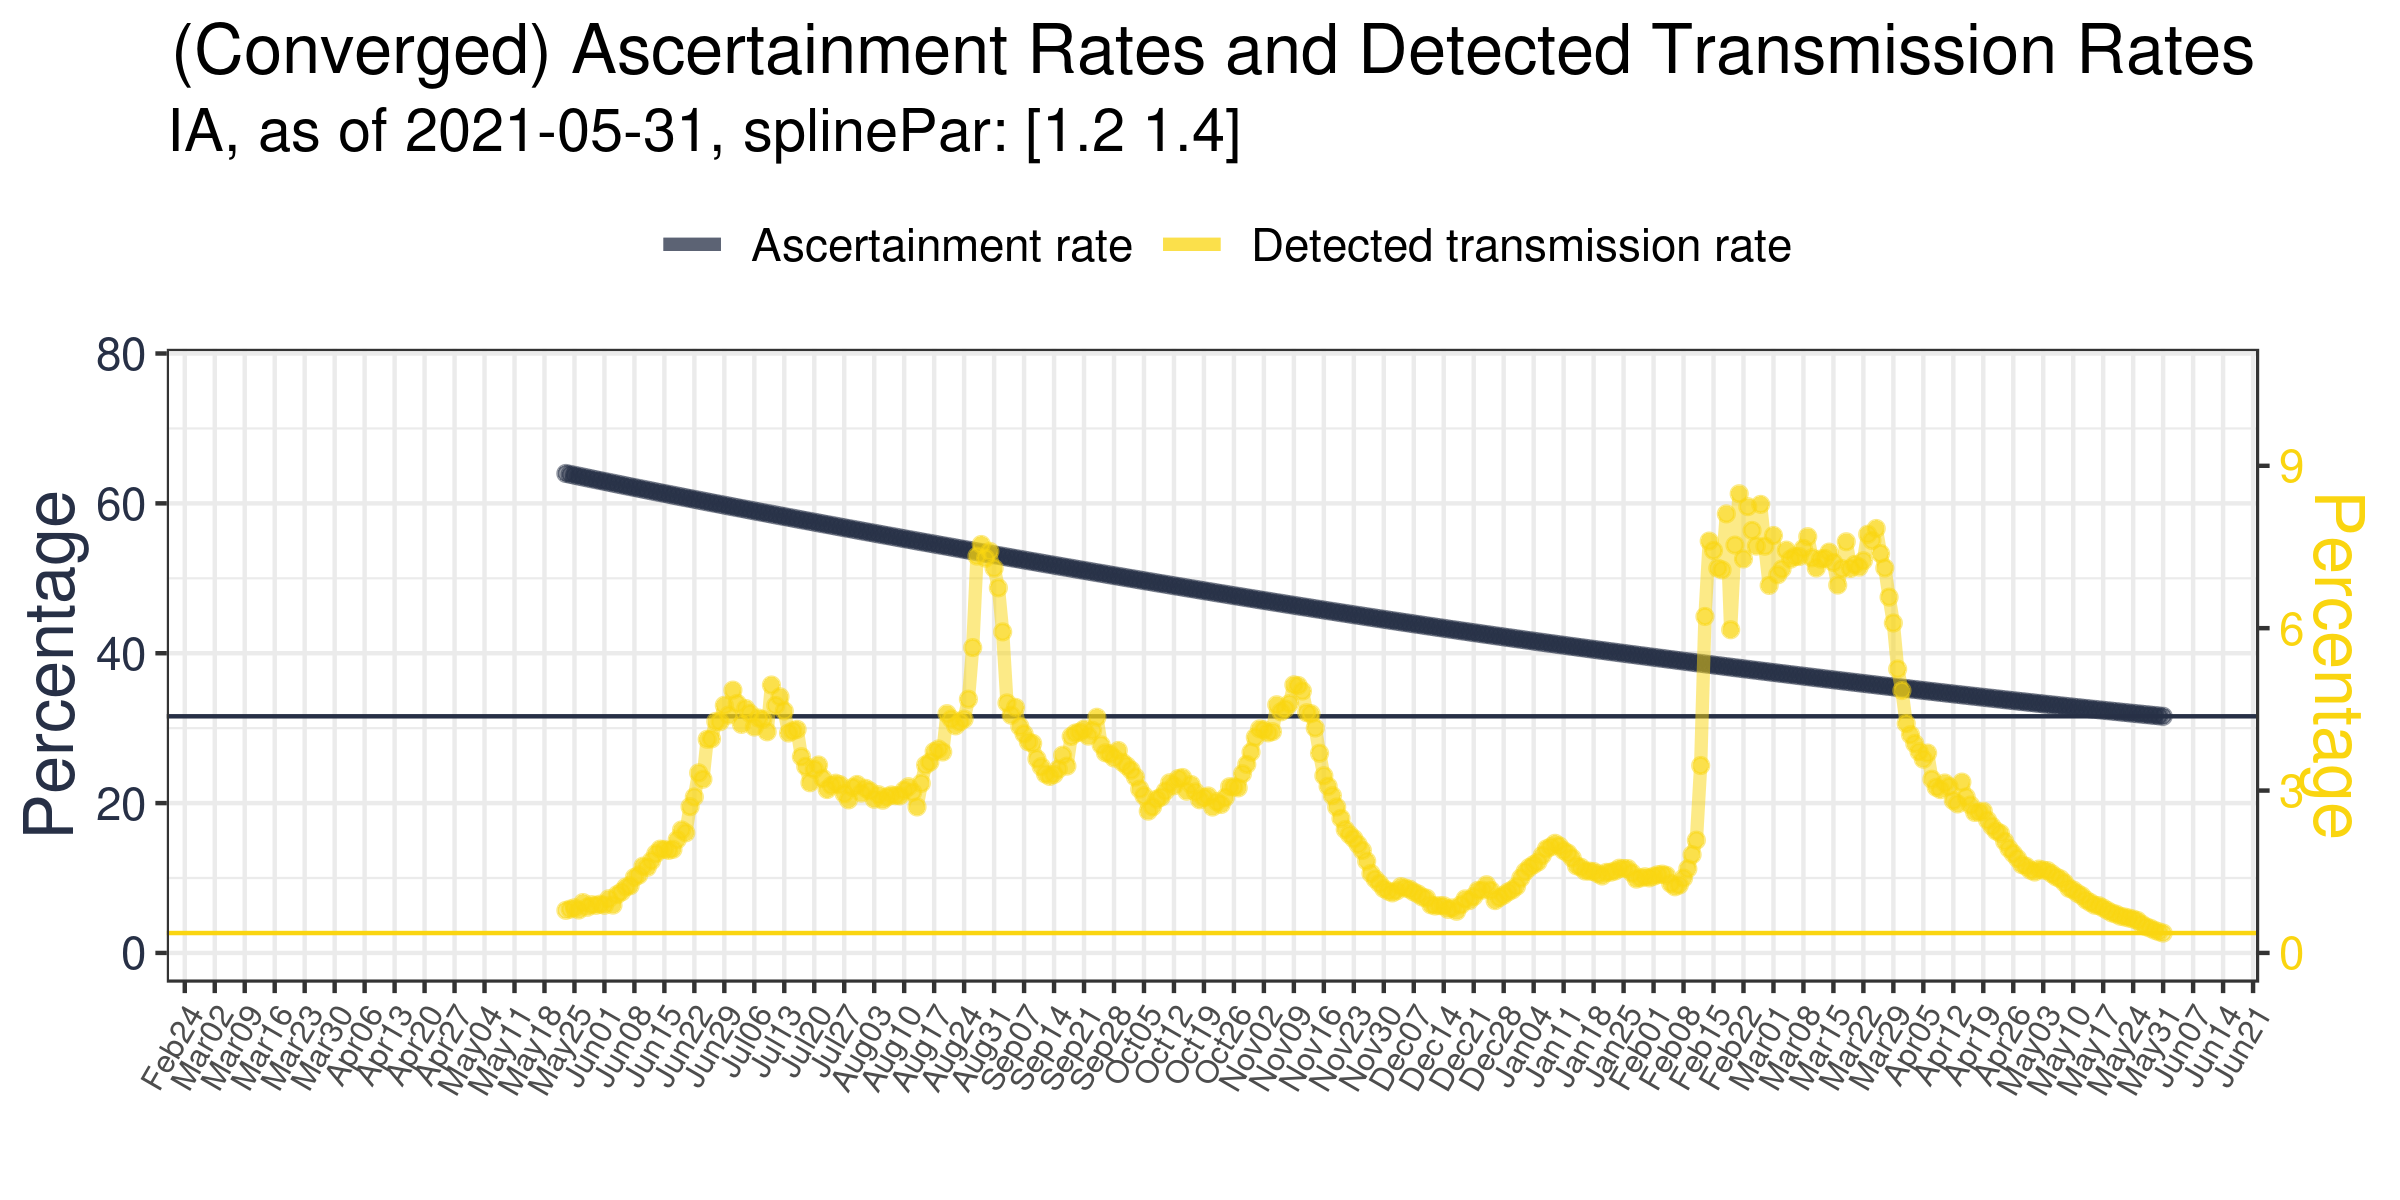 (Converged) Ascertainment Rates and Detected Transmission Rates
IA, as of 2021-05-31, splinePar: [1.2 1.4]
Ascertainment rate
Detected transmission rate
Percentage
80
60
40
20
0
9
6
3
0
Percentage
Feb24
Mar02
Mar09
Mar16
Mar23
Mar30
Apr06
Apr13
Apr20
Apr27
May04
May11
May18
May25
Jun01
Jun08
Jun15
Jun22
Jun29
Jul06
Jul13
Jul20
Jul27
Aug03
Aug10
Aug17
Aug24
Aug31
Sep07
Sep14
Sep21
Sep28
Oct05
Oct12
Oct19
Oct26
Nov02
Nov09
Nov16
Nov23
Nov30
Dec07
Dec14
Dec21
Dec28
Jan04
Jan11
Jan18
Jan25
Feb01
Feb08
Feb15
Feb22
Mar01
Mar08
Mar15
Mar22
Mar29
Apr05
Apr12
Apr19
Apr26
May03
May10
May17
May24
May31
Jun07
Jun14
Jun21